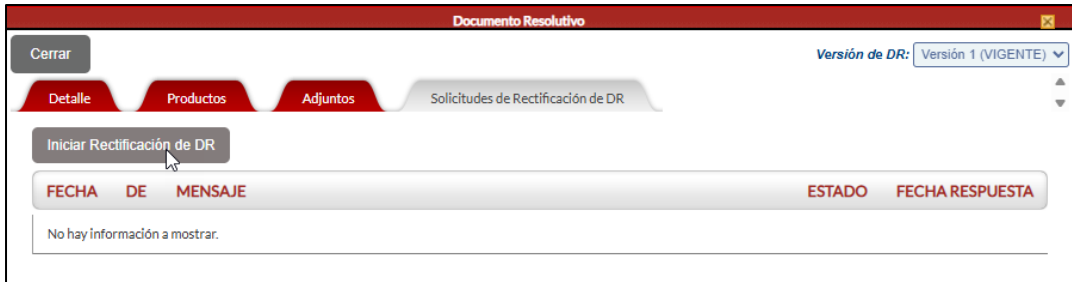 Documento Resolutivo
Cerrar
Versión de DR: Versión 1 (VIGENTE)
Detalle Productos Adjuntos Solicitudes de Rectificación de DR
Iniciar Rectificación de DR
FECHA DE MENSAJE ESTADO FECHA RESPUESTA
No hay información a mostrar.